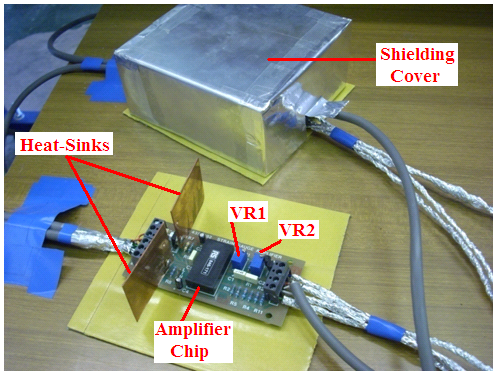 Shielding
Cover
Heat-Sinks
VR1
VR2
Amplifier
Chip